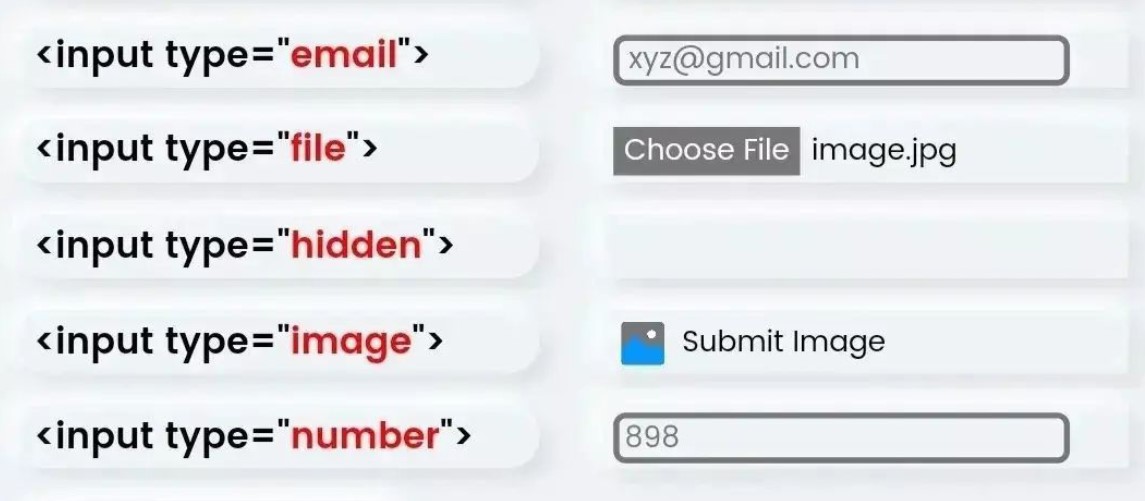 <input type="email">
xyz@gmail.com
<input type="file">
Choose File image.jpg
<input type="hidden">
<input type="image">
Submit Image
<input type="number">
898